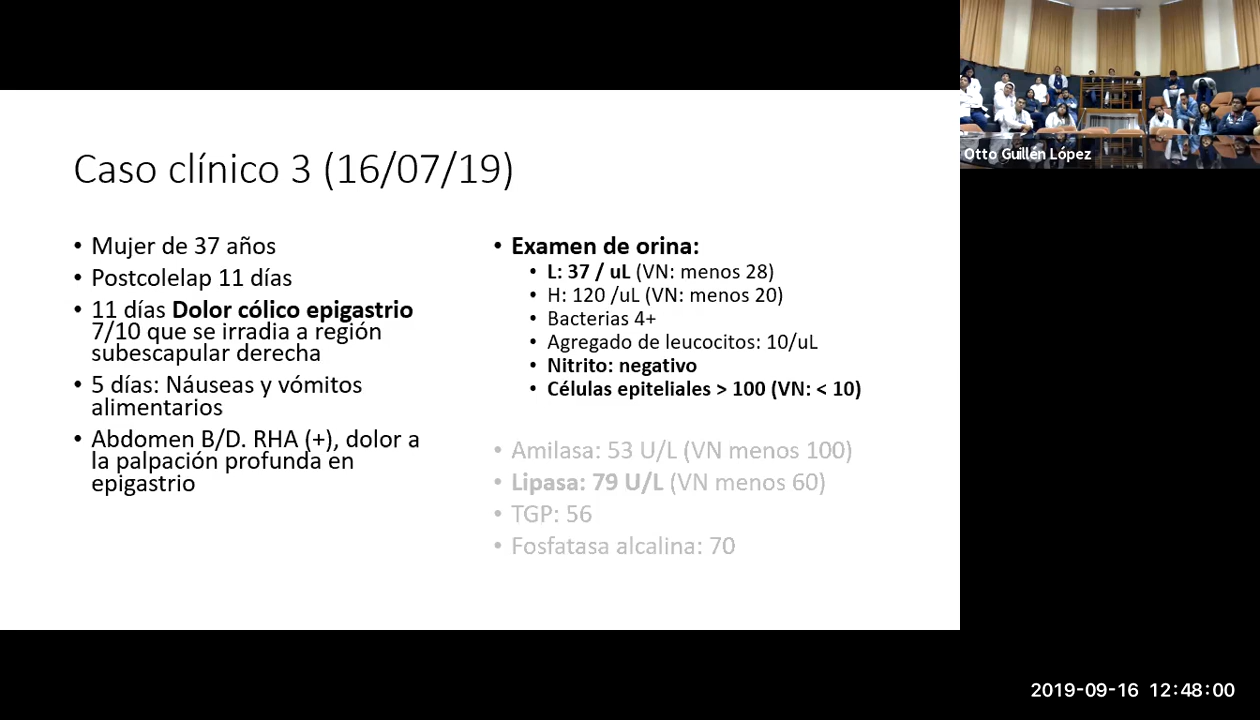 Caso clínico 3 (16/07/19)
• Mujer de 37 años
• Postcolelap 11 días
• 11 días Dolor cólico epigastrio
7/10 que se irradia a región
subescapular derecha
• 5 días: Náuseas y vómitos
alimentarios
• Abdomen B/D. RHA (+), dolor a
la palpación profunda en
epigastrio
• Examen de orina:
• L: 37 / uL (VN: menos 28)
• H: 120 /uL (VN: menos 20)
• Bacterias 4+
• Agregado de leucocitos: 10/uL
• Nitrito: negativo
• Células epiteliales > 100 (VN: < 10)
• Amilasa: 53 U/L (VN menos 100)
• Lipasa: 79 U/L (VN menos 60)
• TGP: 56
• Fosfatasa alcalina: 70
Otto Guillén López
2019-09-16 12:48:00